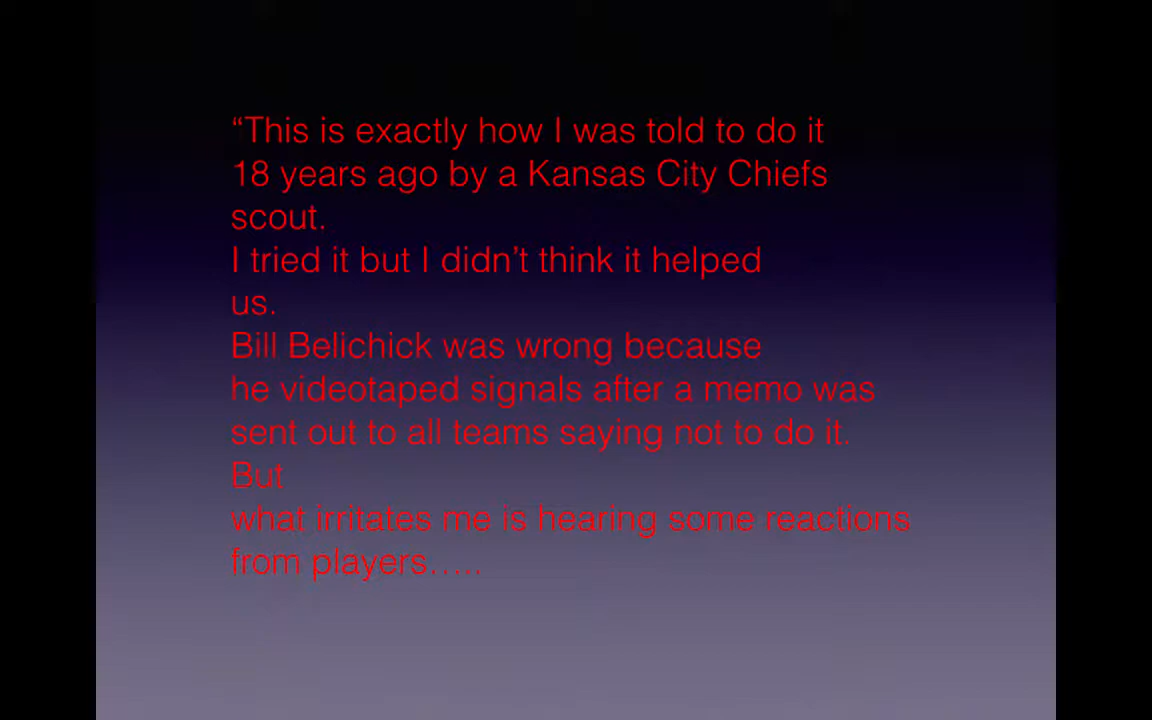 “This is exactly how I was told to do it
18 years ago by a Kansas City Chiefs
scout.
I tried it but I didn’t think it helped
us.
Bill Belichick was wrong because
he videotaped signals after a memo was
sent out to all teams saying not to do it.
But
what irritates me is hearing some reactions
from players…..